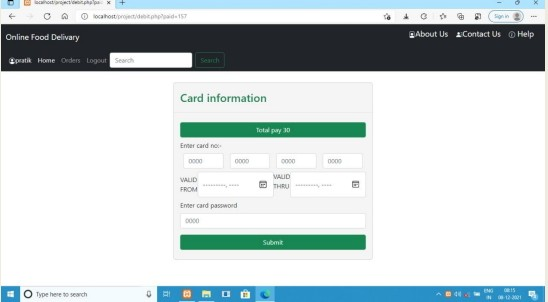 localhost/project/debit.php?paid=
localhost/project/debit.php?paid=157
Sign in
Online Food Delivary
About Us Contact Us Help
pratik Home Orders Logout Search Search
Card information
Total pay 30
Enter card no:-
0000 0000 0000 0000
VALID FROM ---------, ---- VALID THRU ---------, ----
Enter card password
0000
Submit
Type here to search
ENG 08:15
IN 08-12-2021